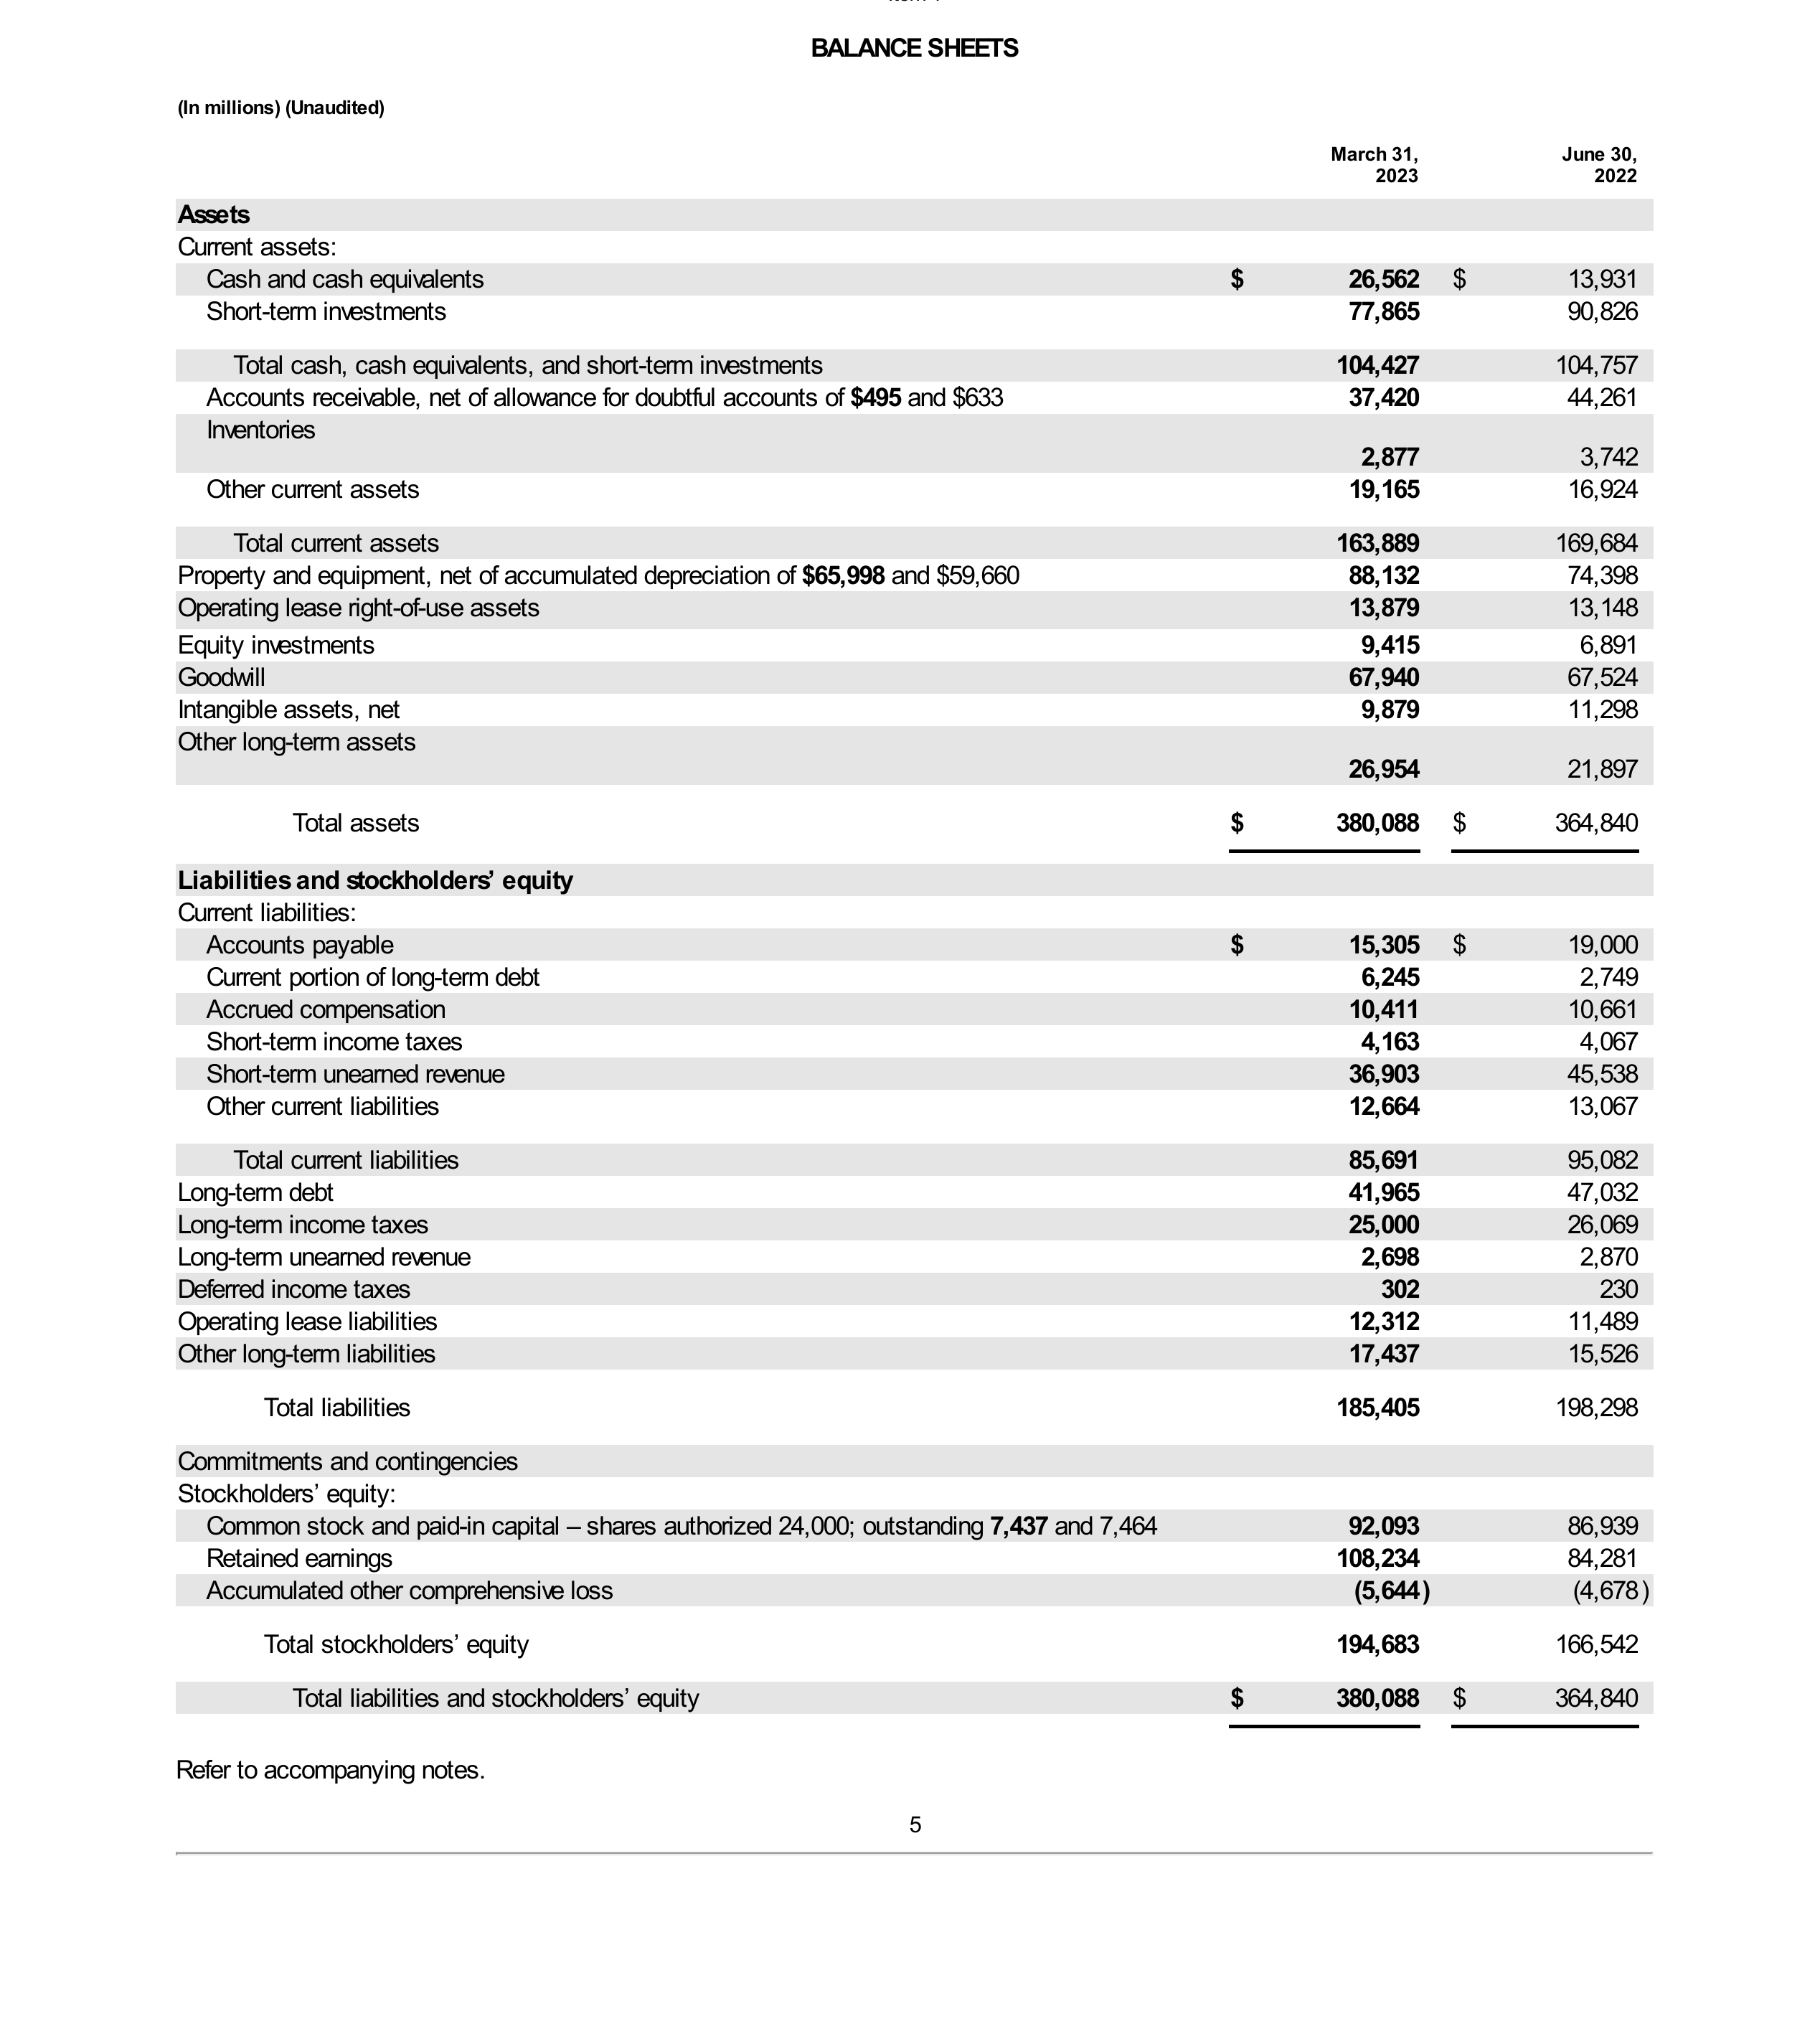 BALANCE SHEETS
(In millions) (Unaudited)
March 31, June 30,
2023 2022
Assets
Current assets:
Cash and cash equivalents $ 26,562 $ 13,931
Short-term investments 77,865 90,826
Total cash, cash equivalents, and short-term investments 104,427 104,757
Accounts receivable, net of allowance for doubtful accounts of $495 and $633 37,420 44,261
Inventories
2,877 3,742
Other current assets 19,165 16,924
Total current assets 163,889 169,684
Property and equipment, net of accumulated depreciation of $65,998 and $59,660 88,132 74,398
Operating lease right-of-use assets 13,879 13,148
Equity investments 9,415 6,891
Goodwill 67,940 67,524
Intangible assets, net 9,879 11,298
Other long-term assets
26,954 21,897
Total assets $ 380,088 $ 364,840
Liabilities and stockholders’ equity
Current liabilities:
Accounts payable $ 15,305 $ 19,000
Current portion of long-term debt 6,245 2,749
Accrued compensation 10,411 10,661
Short-term income taxes 4,163 4,067
Short-term unearned revenue 36,903 45,538
Other current liabilities 12,664 13,067
Total current liabilities 85,691 95,082
Long-term debt 41,965 47,032
Long-term income taxes 25,000 26,069
Long-term unearned revenue 2,698 2,870
Deferred income taxes 302 230
Operating lease liabilities 12,312 11,489
Other long-term liabilities 17,437 15,526
Total liabilities 185,405 198,298
Commitments and contingencies
Stockholders’ equity:
Common stock and paid-in capital – shares authorized 24,000; outstanding 7,437 and 7,464 92,093 86,939
Retained earnings 108,234 84,281
Accumulated other comprehensive loss (5,644) (4,678)
Total stockholders’ equity 194,683 166,542
Total liabilities and stockholders’ equity $ 380,088 $ 364,840
Refer to accompanying notes.
5